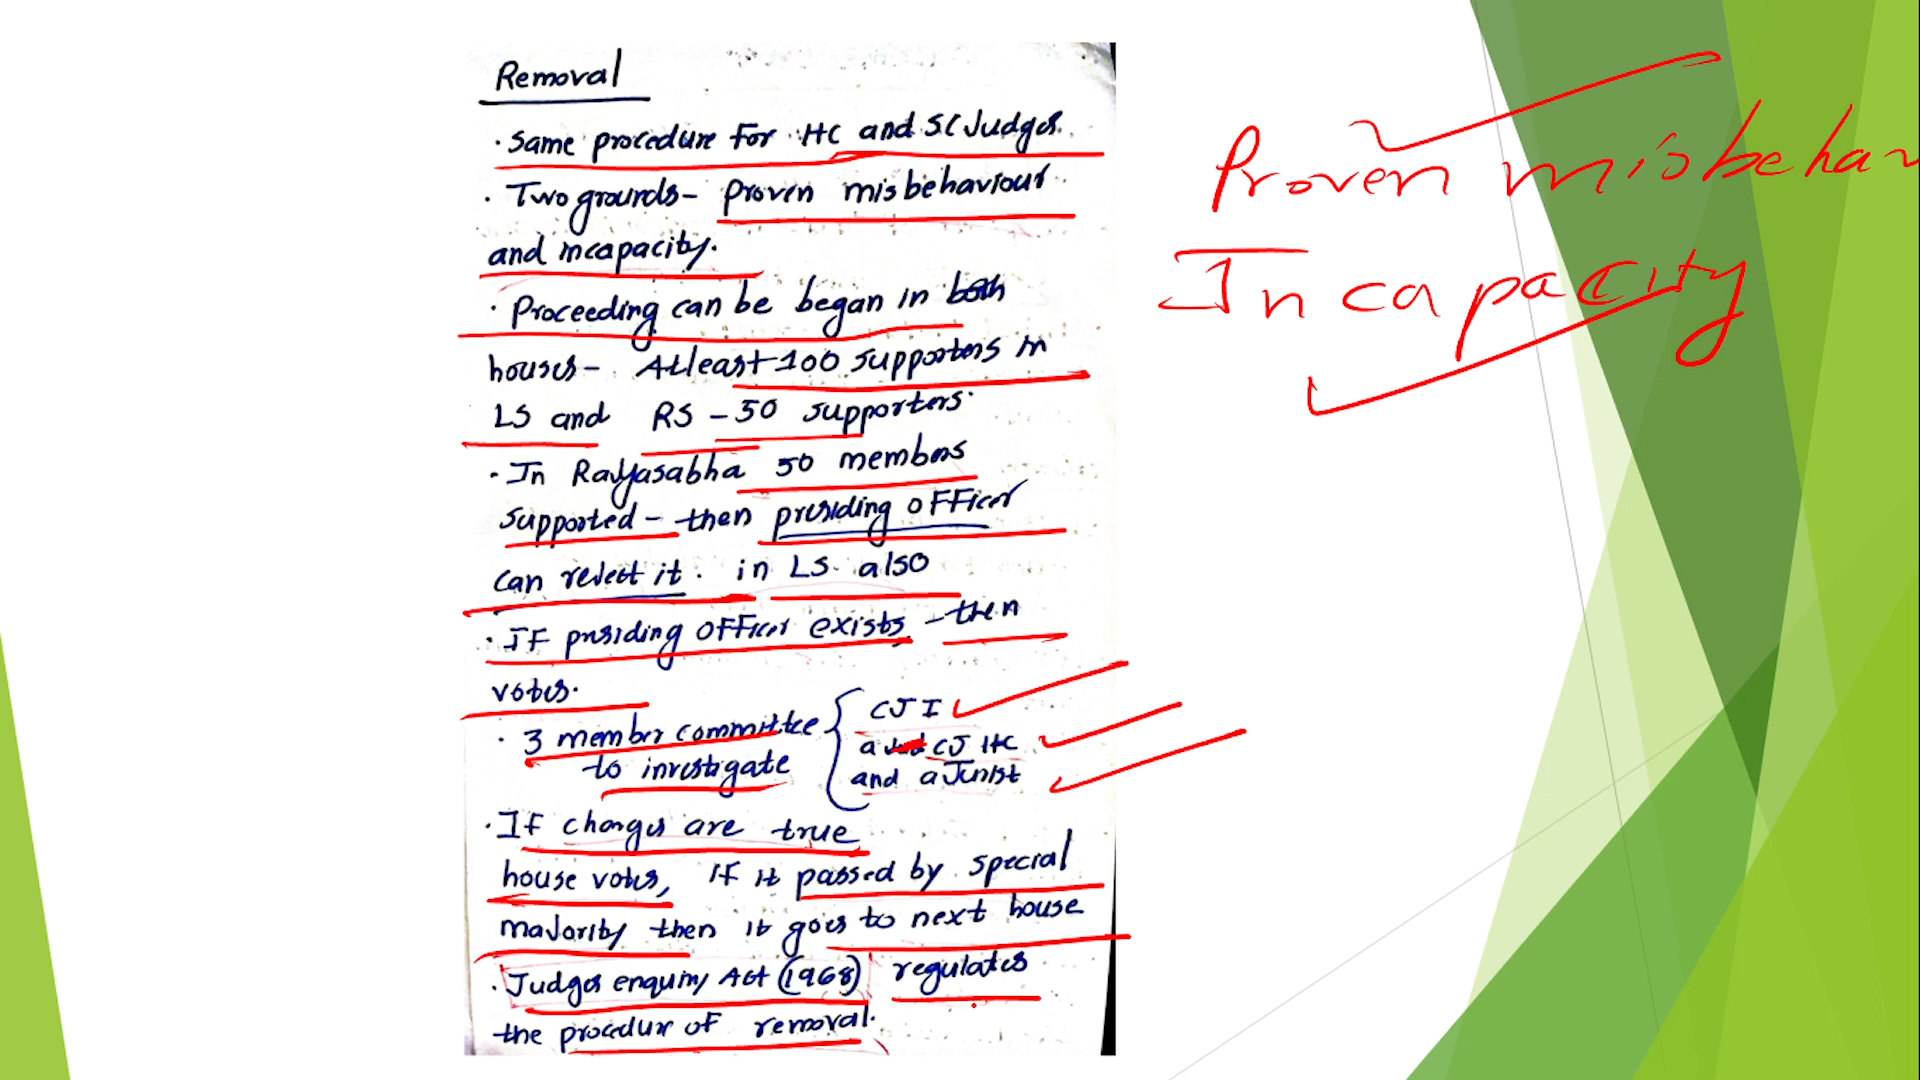 Removal
· Same procedure For HC and SC Judges.
· Two grounds - Proven misbehaviour
and incapacity.
· Proceeding can be began in both
houses - Atleast 100 supporters in
LS and RS - 50 supporters.
· In Rajyasabha 50 members
supported - then presiding officer
can reject it. in LS also
· IF presiding officer exists - then
votes.
· 3 member committee
to investigate
CJI
a CJ HC
and a Jurist
· If charges are true
house votes, if it passed by special
majority then it goes to next house
· Judges enquiry Act (1968) regulates
the procedure of removal.
Proven misbehav
Incapacity